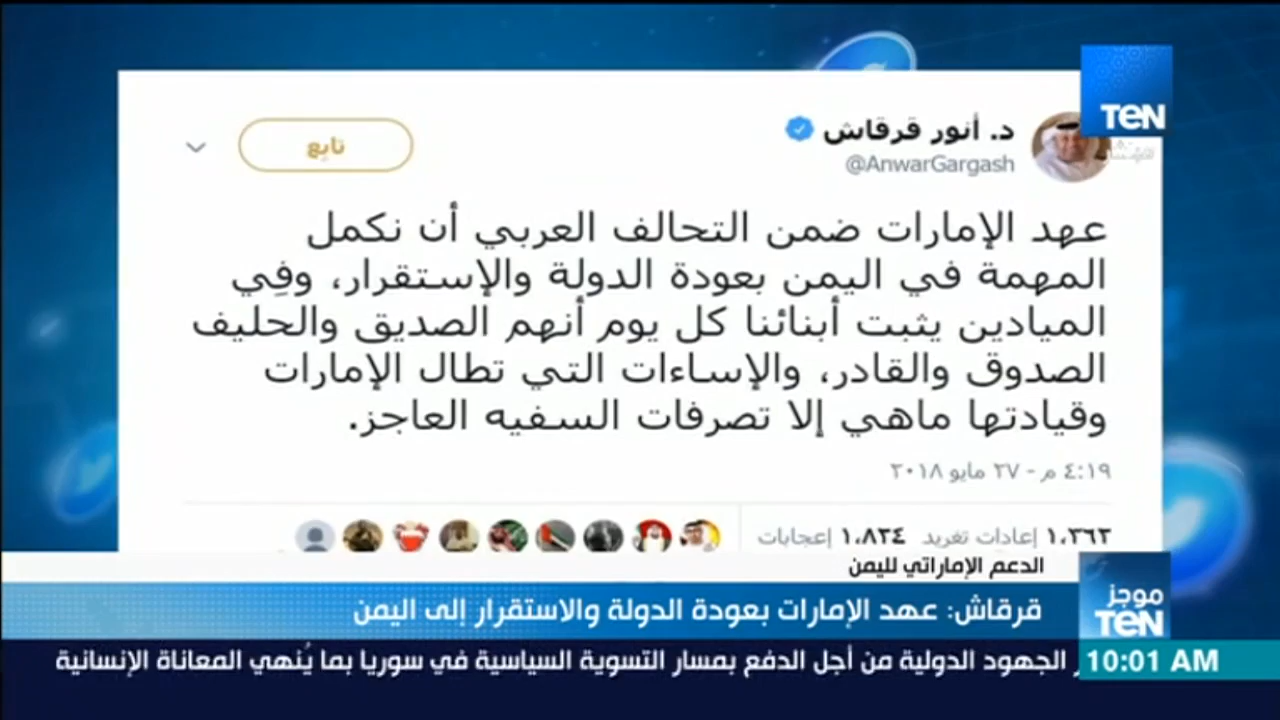 TEN
د. أنور قرقاش
@AnwarGargash
تابع
عهد الإمارات ضمن التحالف العربي أن نكمل
المهمة في اليمن بعودة الدولة والإستقرار، وفِي
الميادين يثبت أبنائنا كل يوم أنهم الصديق والحليف
الصدوق والقادر، والإساءات التي تطال الإمارات
وقيادتها ماهي إلا تصرفات السفيه العاجز.
٤:١٩ م - ٢٧ مايو ٢٠١٨
١،٣٦٣ إعادات تغريد ١،٨٣٤ إعجابات
الدعم الإماراتي لليمن
قرقاش: عهد الإمارات بعودة الدولة والاستقرار إلى اليمن
موجز
TEN
الجهود الدولية من أجل الدفع بمسار التسوية السياسية في سوريا بما يُنهي المعاناة الإنسانية
10:01 AM